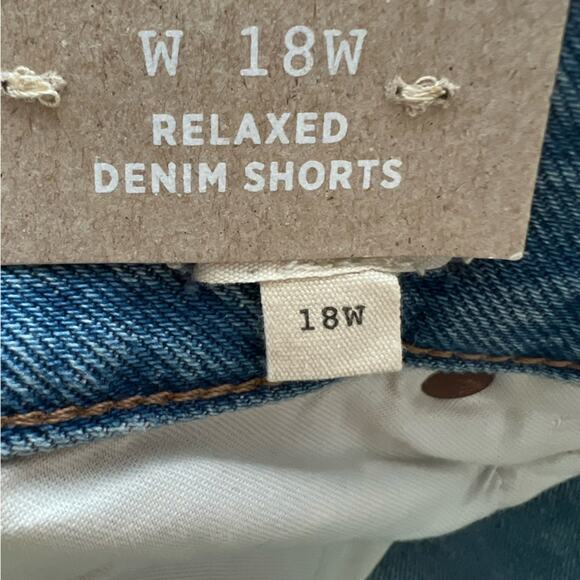 W 18W
RELAXED
DENIM SHORTS
18W